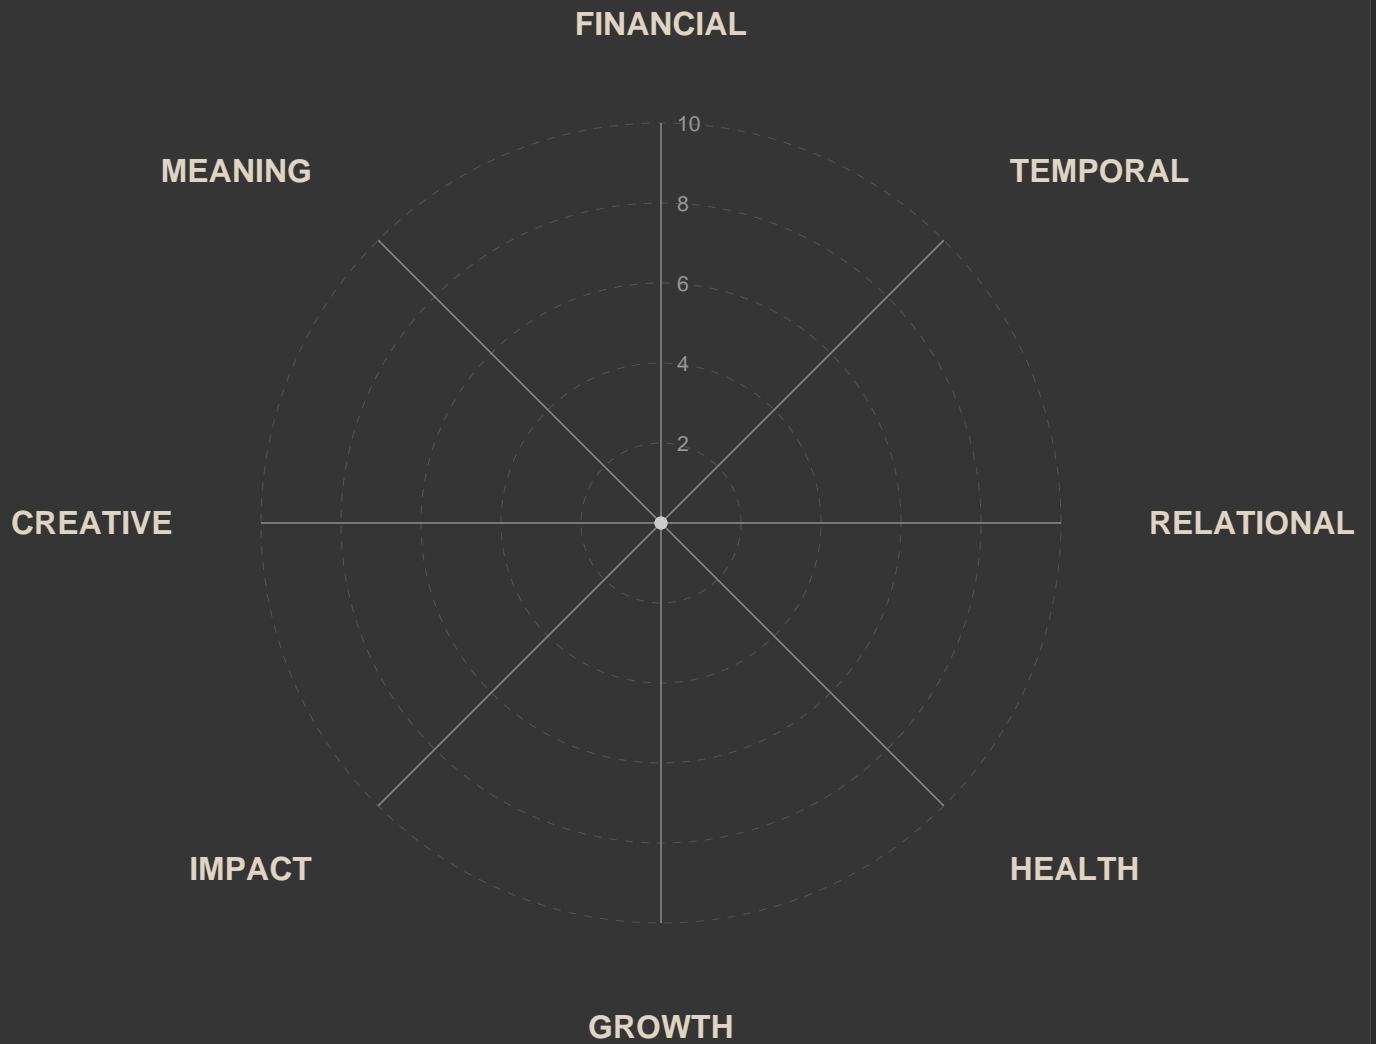 FINANCIAL
10
MEANING
TEMPORAL
8
6
4
2
CREATIVE
RELATIONAL
IMPACT
HEALTH
GROWTH